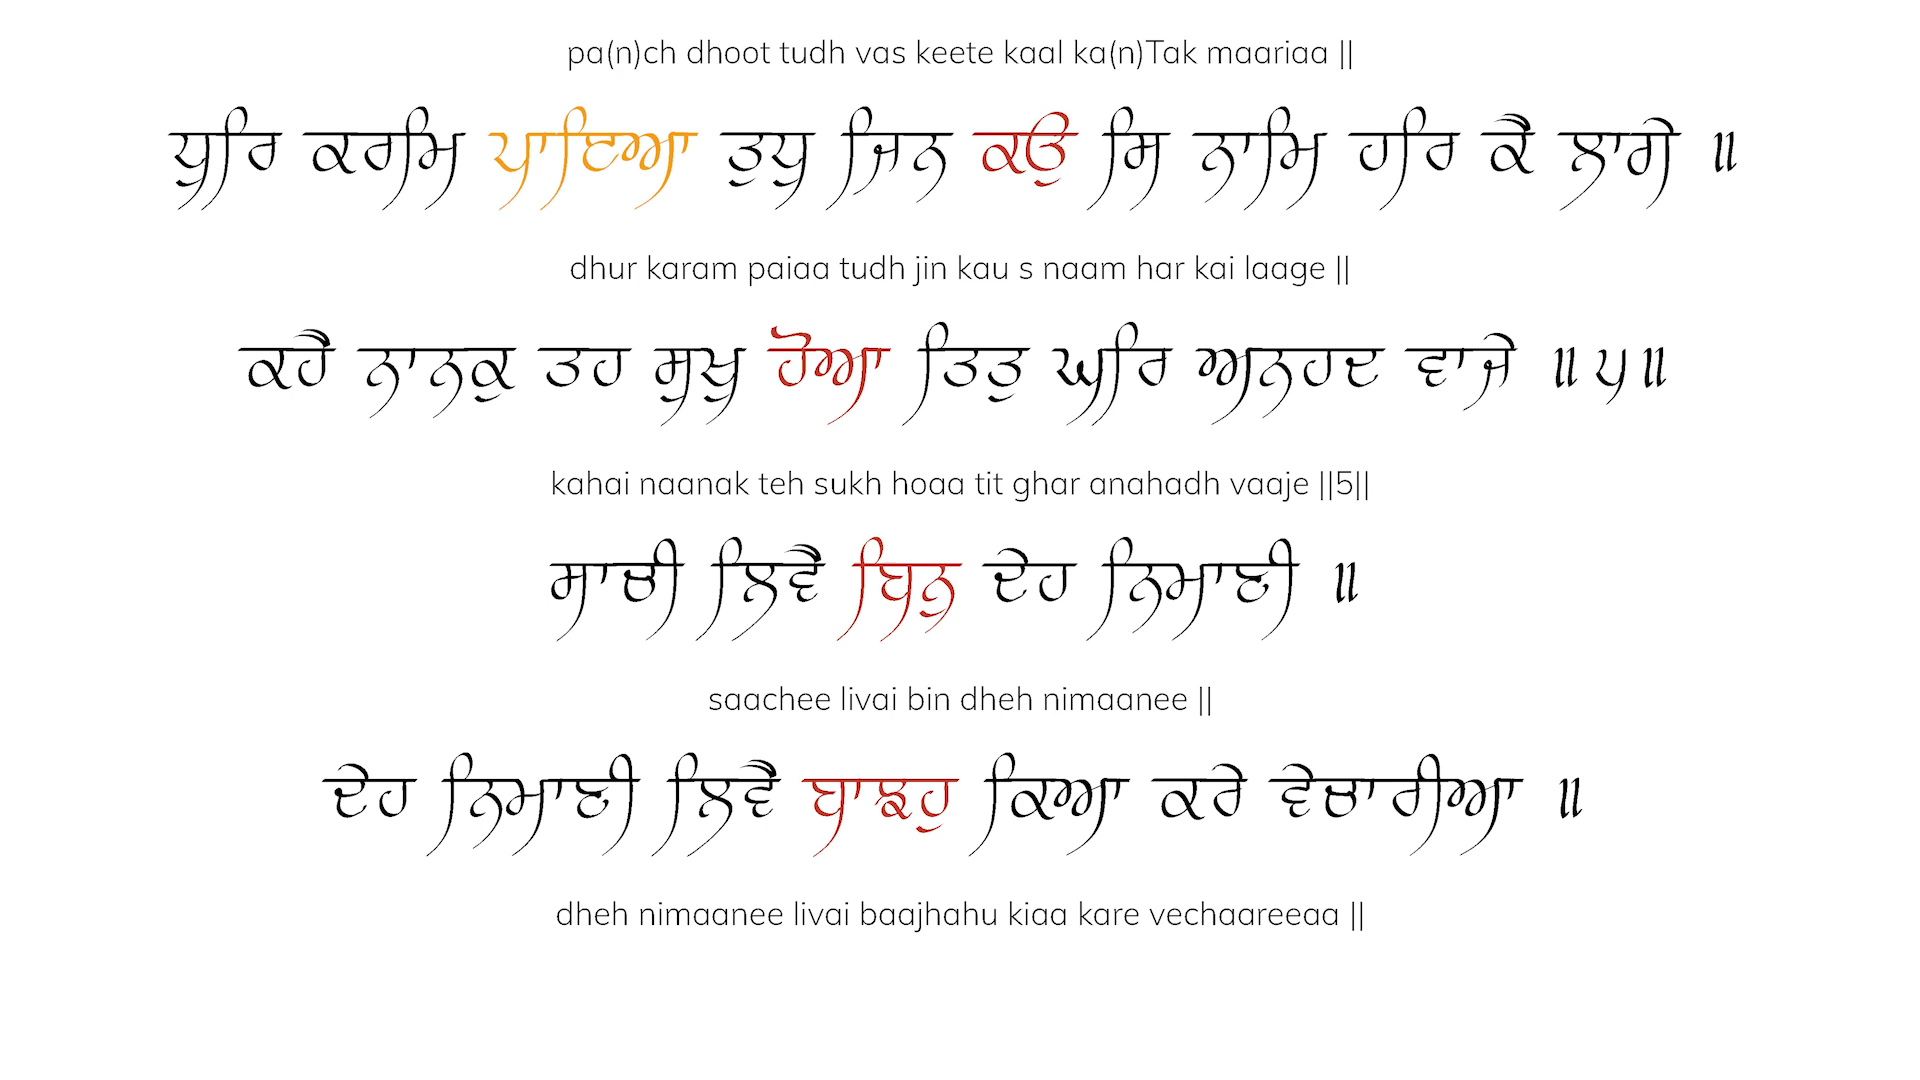 pa(n)ch dhoot tudh vas keete kaal ka(n)Tak maariaa ||
ਧੁਰਿ ਕਰਮਿ ਪਾਇਆ ਤੁਧੁ ਜਿਨ ਕਉ ਸਿ ਨਾਮਿ ਹਰਿ ਕੈ ਲਾਗੇ ॥
dhur karam paiaa tudh jin kau s naam har kai laage ||
ਕਹੈ ਨਾਨਕੁ ਤਹ ਸੁਖੁ ਹੋਆ ਤਿਤੁ ਘਰਿ ਅਨਹਦ ਵਾਜੇ ॥੫॥
kahai naanak teh sukh hoaa tit ghar anahadh vaaje ||5||
ਸਾਚੀ ਲਿਵੈ ਬਿਨੁ ਦੇਹ ਨਿਮਾਣੀ ॥
saachee livai bin dheh nimaanee ||
ਦੇਹ ਨਿਮਾਣੀ ਲਿਵੈ ਬਾਝਹੁ ਕਿਆ ਕਰੇ ਵੇਚਾਰੀਆ ॥
dheh nimaanee livai baajhahu kiaa kare vechaareeaa ||